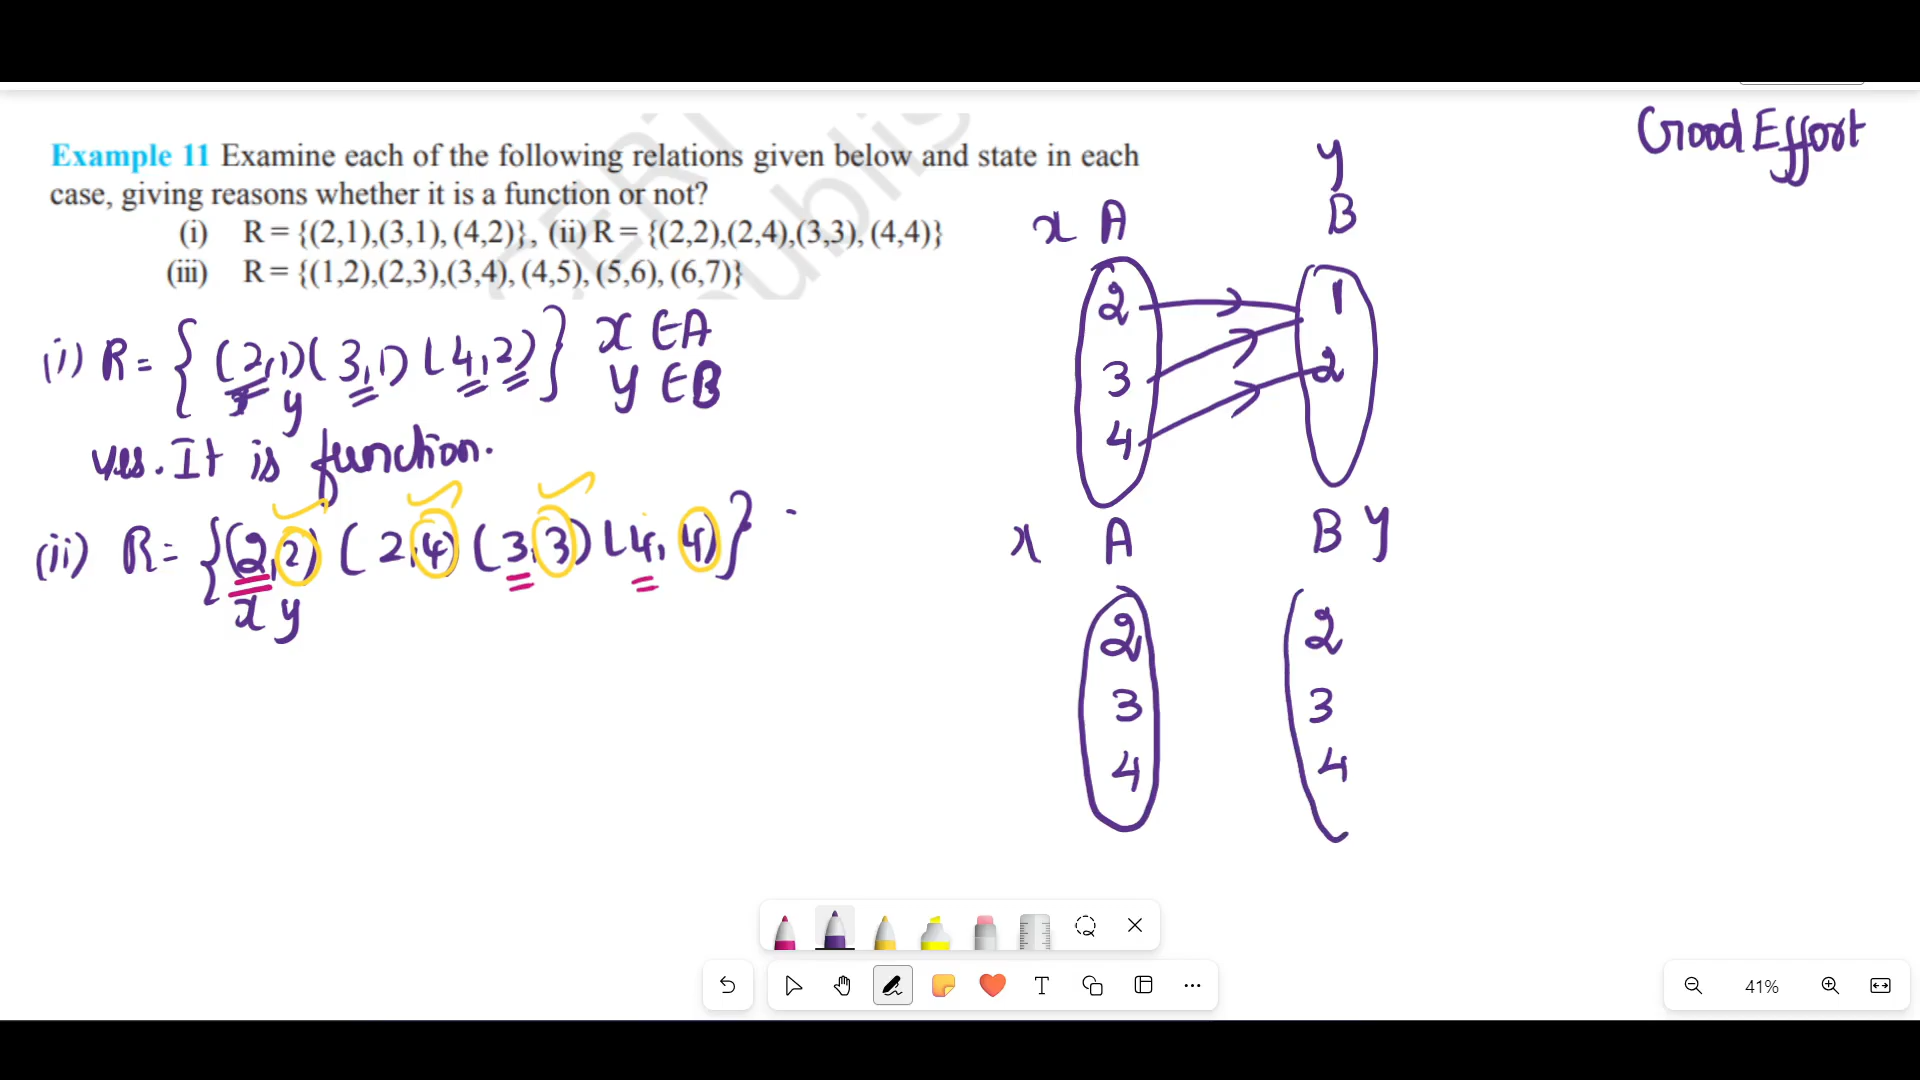 Good Effort
Example 11 Examine each of the following relations given below and state in each
case, giving reasons whether it is a function or not?
(i) R = {(2,1),(3,1), (4,2)}, (ii) R = {(2,2),(2,4),(3,3), (4,4)}
(iii) R = {(1,2),(2,3),(3,4), (4,5), (5,6), (6,7)}
(i) R = { (2,1) (3,1) (4,2) } x ∈ A
x y y ∈ B
yes. It is function.
(ii) R = {(2,2) (2,4) (3,3) (4,4)}
x y
y
x A B
2 1
3 2
4
x A B y
2 2
3 3
4 4
41%